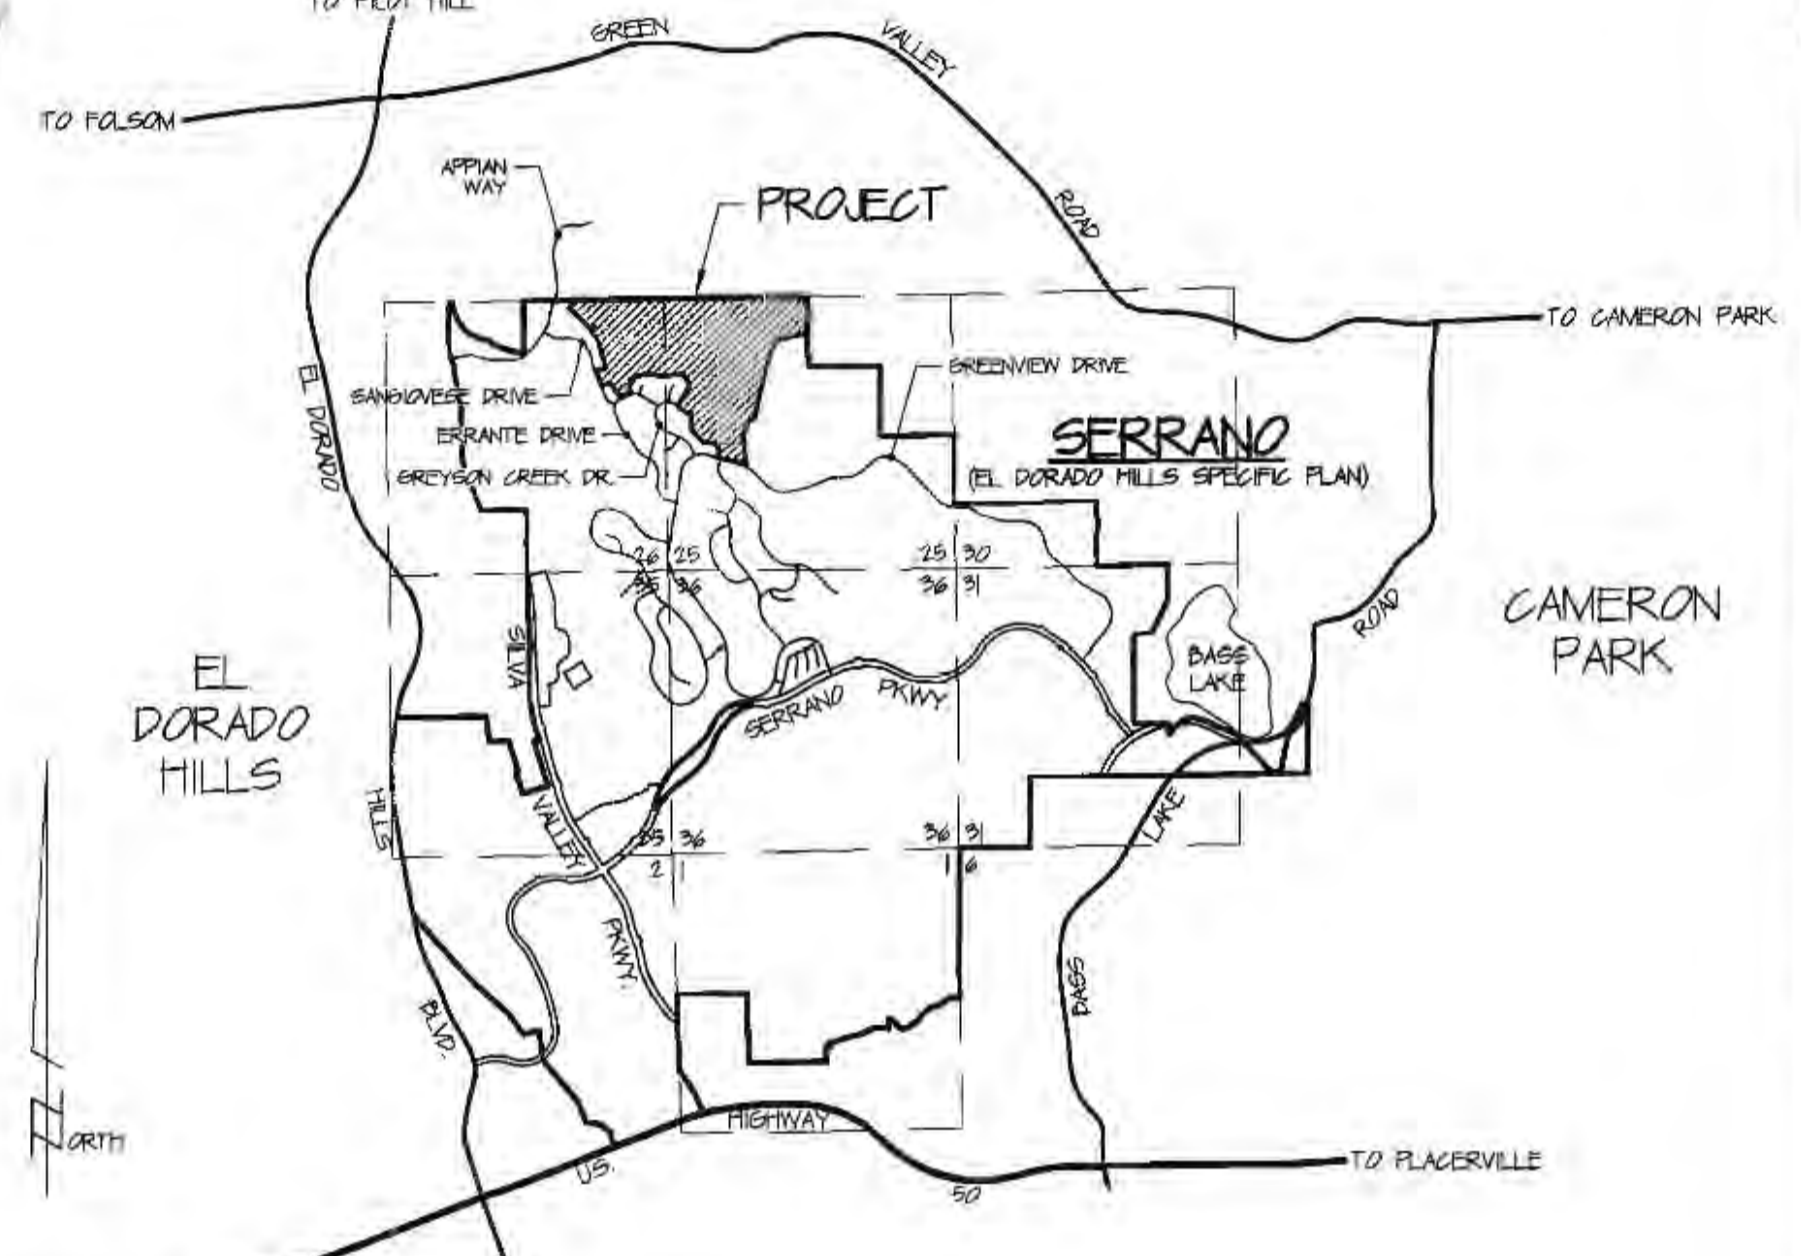 TO PILOT HILL
GREEN
VALLEY
TO FOLSOM
APPIAN
WAY
PROJECT
ROAD
TO CAMERON PARK
GREENVIEW DRIVE
EL DORADO
SANGIOVESE DRIVE
ERRANTE DRIVE
GREYSON CREEK DR.
SERRANO
(EL DORADO HILLS SPECIFIC PLAN)
26 25
35 36
25 30
36 31
CAMERON
PARK
ROAD
SILVA
BASS
LAKE
EL
DORADO
HILLS
SERRANO
PKWY.
HILLS
VALLEY
LAKE
35 36
2 1
36 31
1 6
PKWY.
BASS
BLVD.
NORTH
HIGHWAY
U.S.
50
TO PLACERVILLE